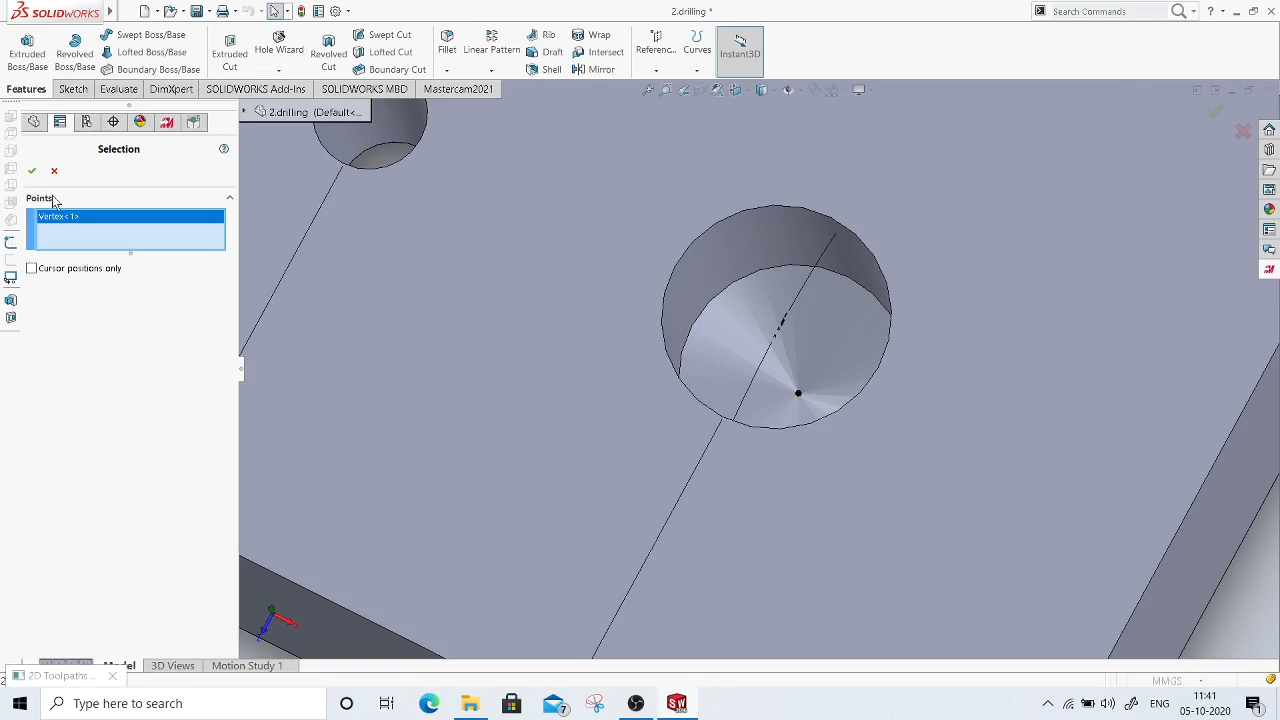 SOLIDWORKS
2.drilling *
Search Commands
Extruded Boss/Base
Revolved Boss/Base
Swept Boss/Base
Lofted Boss/Base
Boundary Boss/Base
Extruded Cut
Hole Wizard
Revolved Cut
Swept Cut
Lofted Cut
Boundary Cut
Fillet
Linear Pattern
Rib
Draft
Shell
Wrap
Intersect
Mirror
Referenc...
Curves
Instant3D
Features
Sketch
Evaluate
DimXpert
SOLIDWORKS Add-Ins
SOLIDWORKS MBD
Mastercam2021
2.drilling (Default<...
Selection
Points
Vertex<1>
Cursor positions only
Model
3D Views
Motion Study 1
2D Toolpaths ...
MMGS
Type here to search
7
11:41
05-10-2020
1